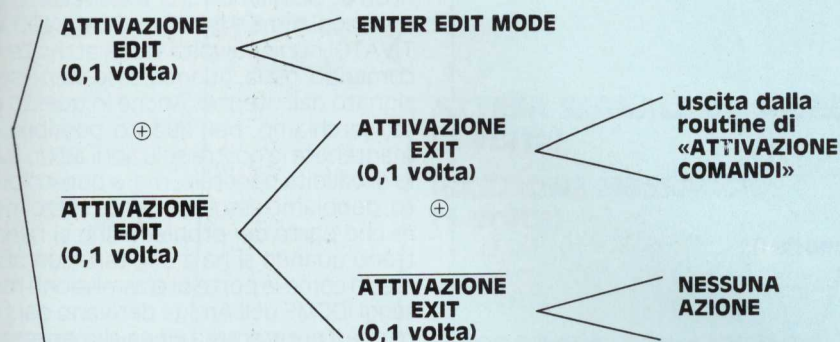 ATTIVAZIONE
EDIT
(0,1 volta)
ENTER EDIT MODE
⊕
ATTIVAZIONE
EDIT
(0,1 volta)
ATTIVAZIONE
EXIT
(0,1 volta)
uscita dalla
routine di
«ATTIVAZIONE
COMANDI»
⊕
ATTIVAZIONE
EXIT
(0,1 volta)
NESSUNA
AZIONE